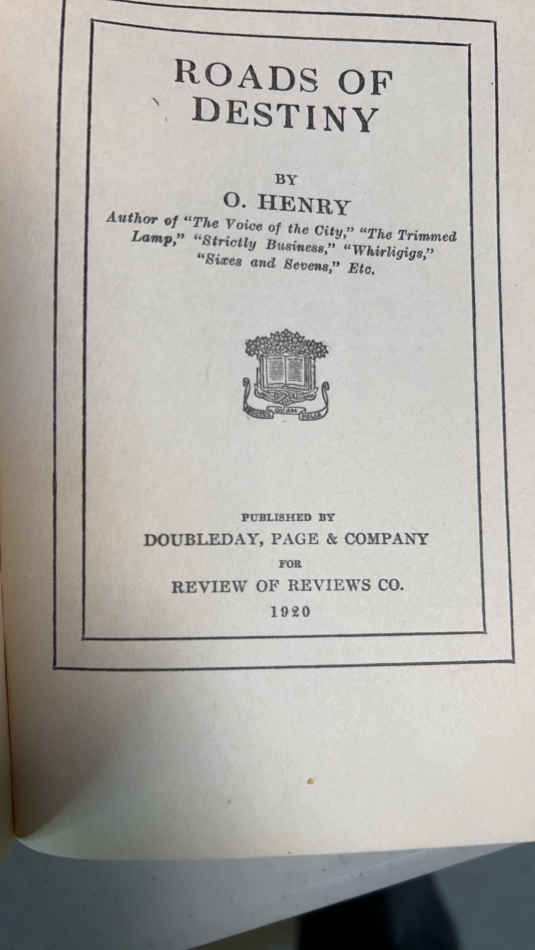 ROADS OF
DESTINY
BY
O. HENRY
Author of "The Voice of the City," "The Trimmed
Lamp," "Strictly Business," "Whirligigs,"
"Sixes and Sevens," Etc.
PUBLISHED BY
DOUBLEDAY, PAGE & COMPANY
FOR
REVIEW OF REVIEWS CO.
1920